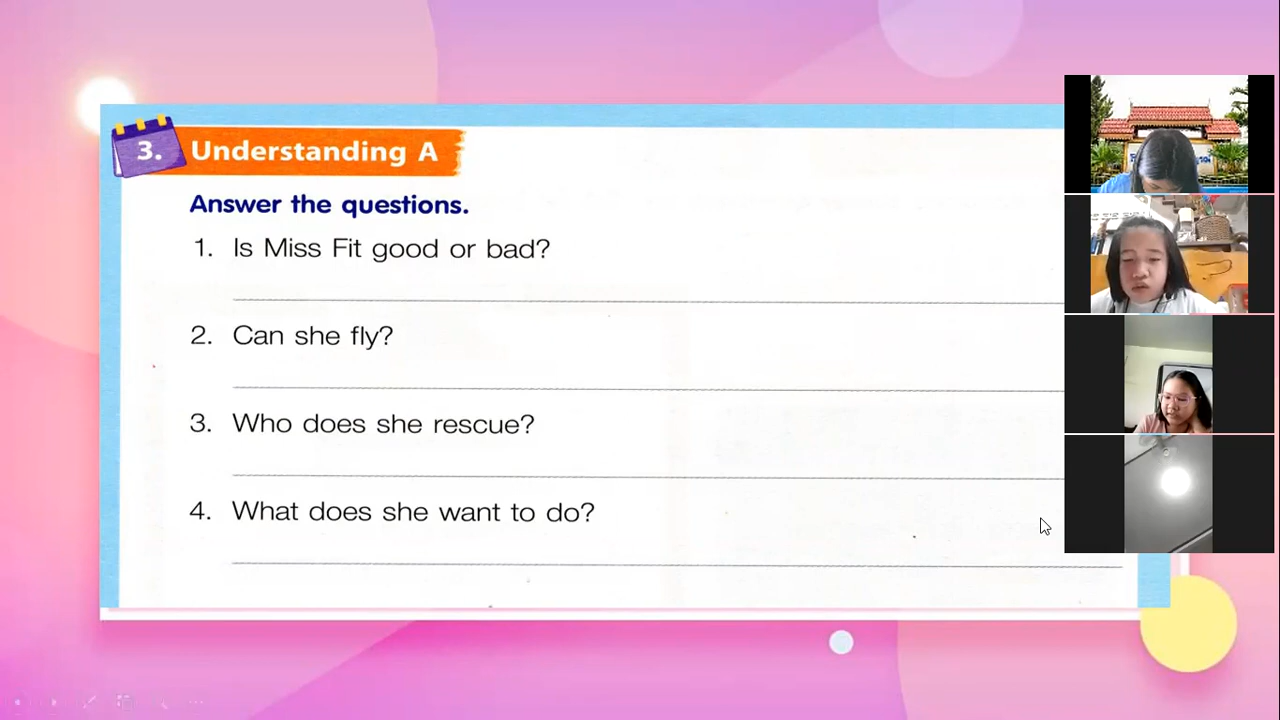 3. Understanding A
Answer the questions.
1. Is Miss Fit good or bad?
2. Can she fly?
3. Who does she rescue?
4. What does she want to do?